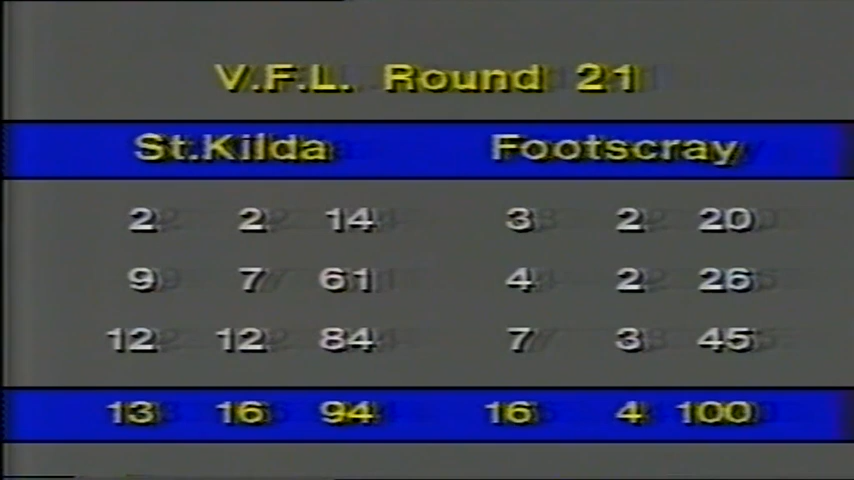 V.F.L. Round 21
St.Kilda Footscray
2 2 14 3 2 20
9 7 61 4 2 26
12 12 84 7 3 45
13 16 94 16 4 100